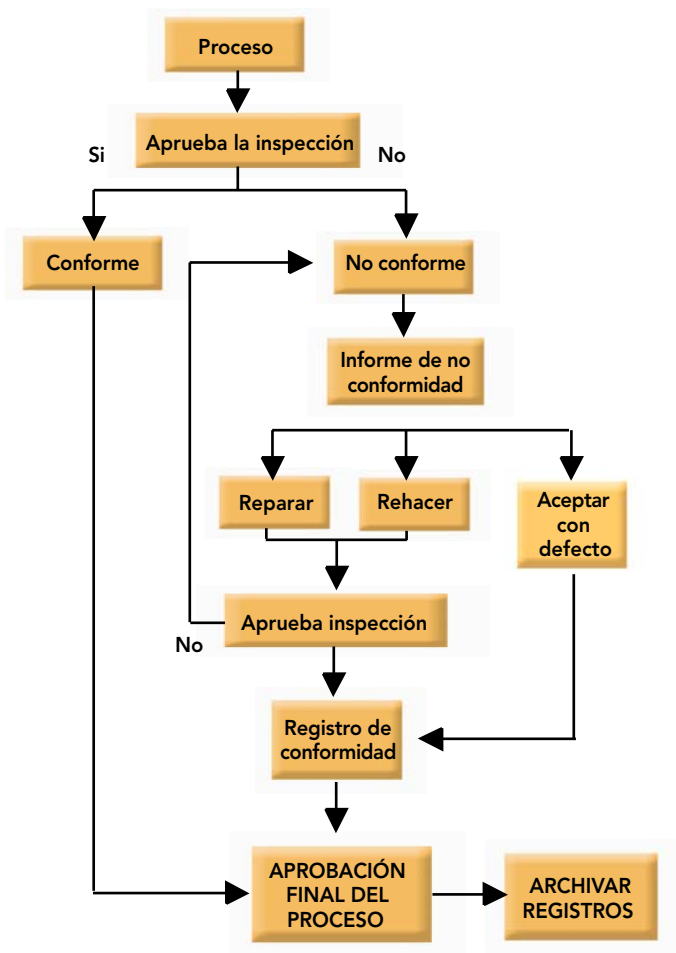 Proceso
Aprueba la inspección
Si
No
Conforme
No conforme
Informe de no
conformidad
Reparar
Rehacer
Aceptar
con
defecto
Aprueba inspección
No
Registro de
conformidad
APROBACIÓN
FINAL DEL
PROCESO
ARCHIVAR
REGISTROS